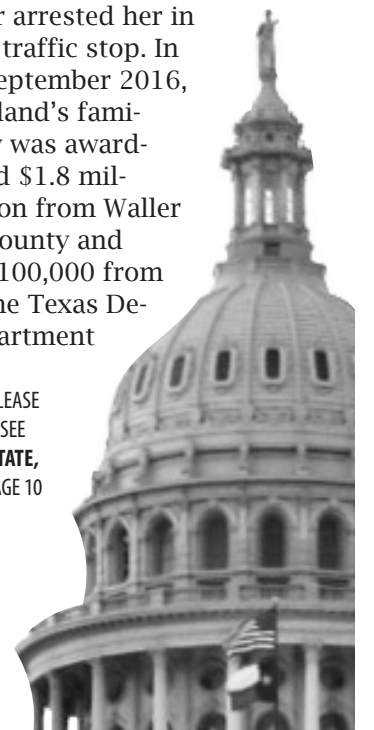 r arrested her in
traffic stop. In
eptember 2016,
land's fami-
y was award-
d $1.8 mil-
on from Waller
ounty and
100,000 from
he Texas De-
artment
LEASE
SEE
TATE,
AGE 10